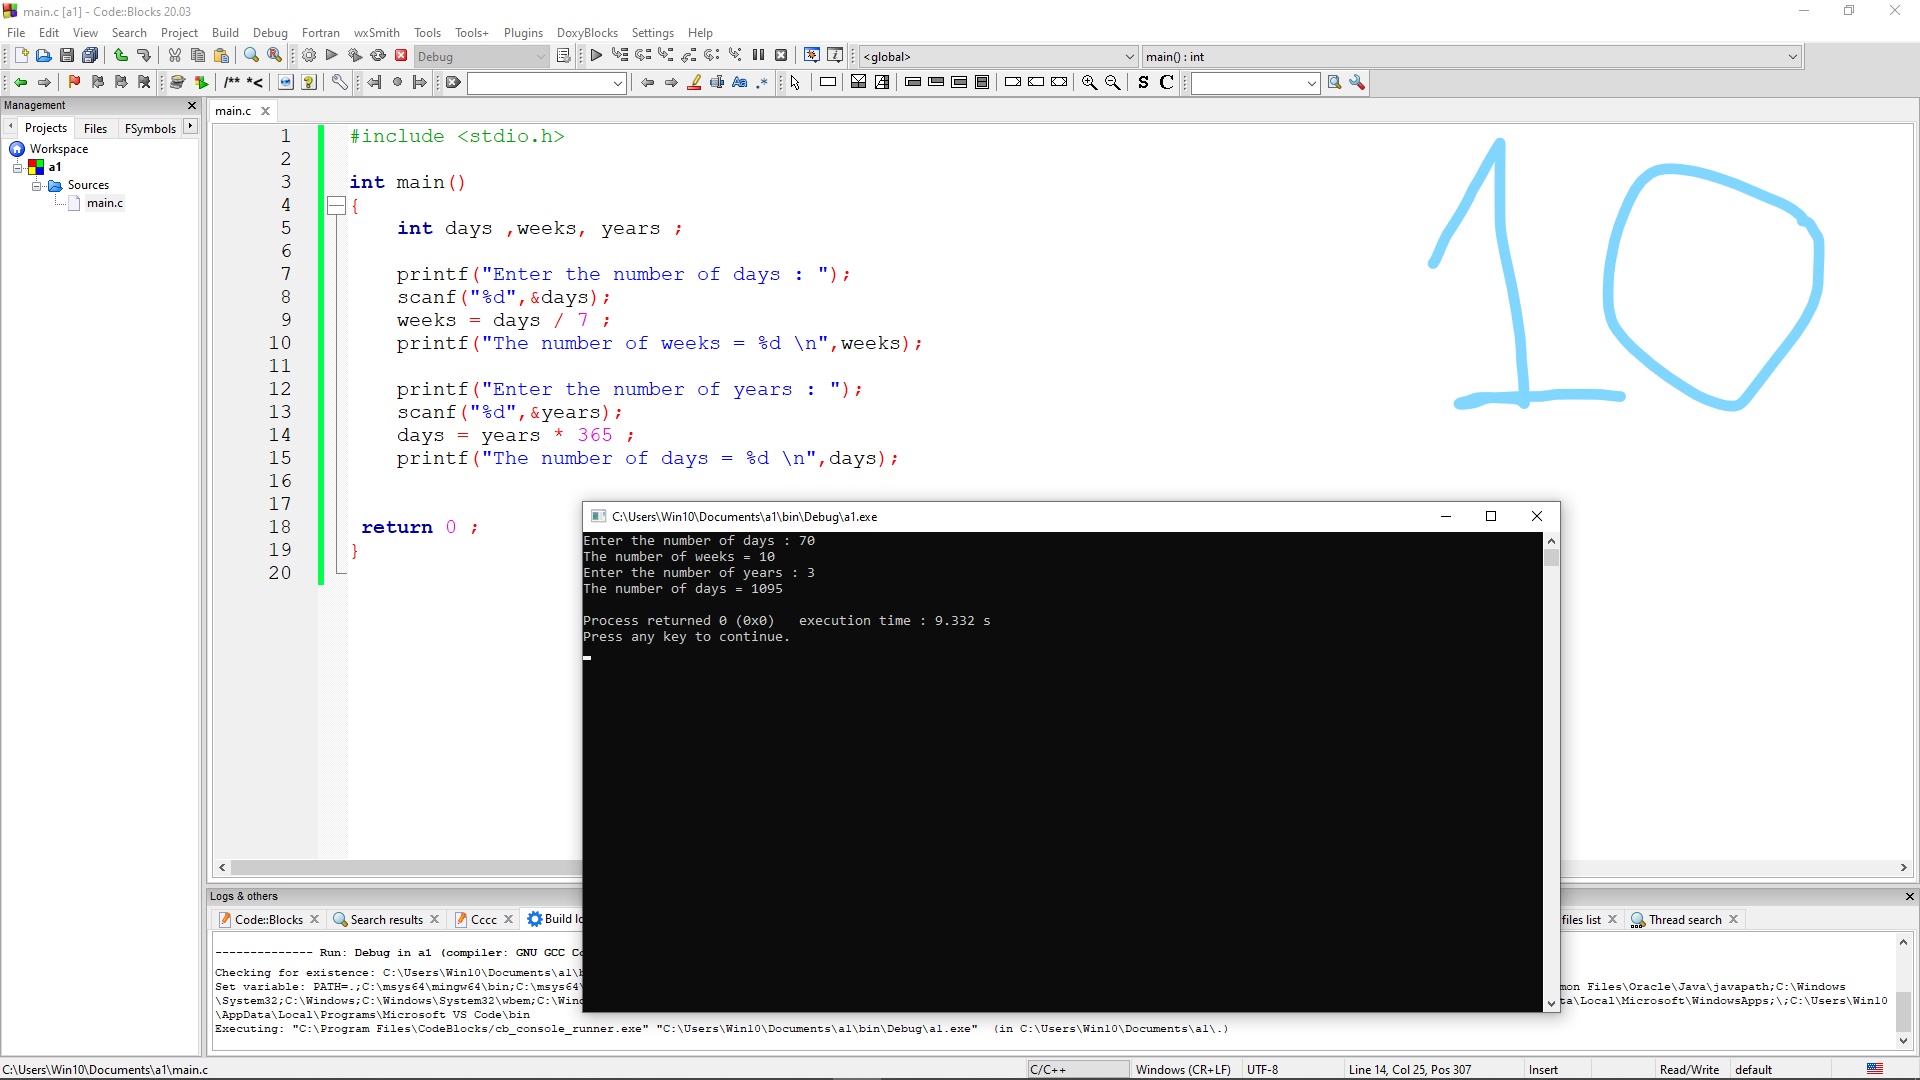 main.c [a1] - Code::Blocks 20.03
File Edit View Search Project Build Debug Fortran wxSmith Tools Tools+ Plugins DoxyBlocks Settings Help
Debug <global> main() : int
/** *< Aa .* S C
Management
Projects Files FSymbols
Workspace
a1
Sources
main.c
main.c
1 #include <stdio.h>
2
3 int main()
4 {
5 int days ,weeks, years ;
6
7 printf("Enter the number of days : ");
8 scanf("%d",&days);
9 weeks = days / 7 ;
10 printf("The number of weeks = %d \n",weeks);
11
12 printf("Enter the number of years : ");
13 scanf("%d",&years);
14 days = years * 365 ;
15 printf("The number of days = %d \n",days);
16
17
18 return 0 ;
19 }
20
10
C:\Users\Win10\Documents\a1\bin\Debug\a1.exe
Enter the number of days : 70
The number of weeks = 10
Enter the number of years : 3
The number of days = 1095
Process returned 0 (0x0) execution time : 9.332 s
Press any key to continue.
Logs & others
Code::Blocks Search results Cccc Build files list Thread search
-------------- Run: Debug in a1 (compiler: GNU GCC
Checking for existence: C:\Users\Win10\Documents\a1\
Set variable: PATH=.;C:\msys64\mingw64\bin;C:\msys64\ Files\Oracle\Java\javapath;C:\Windows
\System32;C:\Windows;C:\Windows\System32\wbem;C:\ \Local\Microsoft\WindowsApps;\;C:\Users\Win10
\AppData\Local\Programs\Microsoft VS Code\bin
Executing: "C:\Program Files\CodeBlocks/cb_console_runner.exe" "C:\Users\Win10\Documents\a1\bin\Debug\a1.exe" (in C:\Users\Win10\Documents\a1\.)
C:\Users\Win10\Documents\a1\main.c C/C++ Windows (CR+LF) UTF-8 Line 14, Col 25, Pos 307 Insert Read/Write default